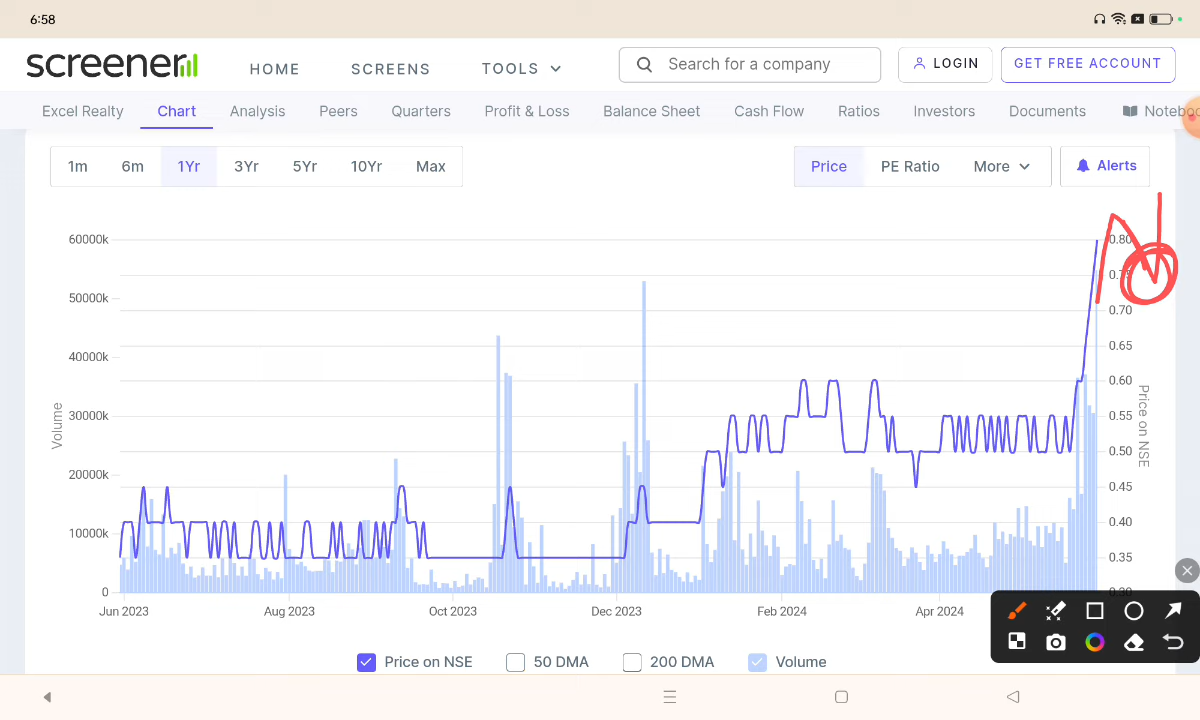 6:58
screener
HOME SCREENS TOOLS
Search for a company
LOGIN
GET FREE ACCOUNT
Excel Realty Chart Analysis Peers Quarters Profit & Loss Balance Sheet Cash Flow Ratios Investors Documents
1m 6m 1Yr 3Yr 5Yr 10Yr Max
Price PE Ratio More
Alerts
60000k 0.80
50000k
0.70
0.65
40000k
0.60
30000k 0.55
0.50
20000k
0.45
10000k 0.40
0.35
0 0.30
Volume
Price on NSE
Jun 2023 Aug 2023 Oct 2023 Dec 2023 Feb 2024 Apr 2024
Price on NSE 50 DMA 200 DMA Volume